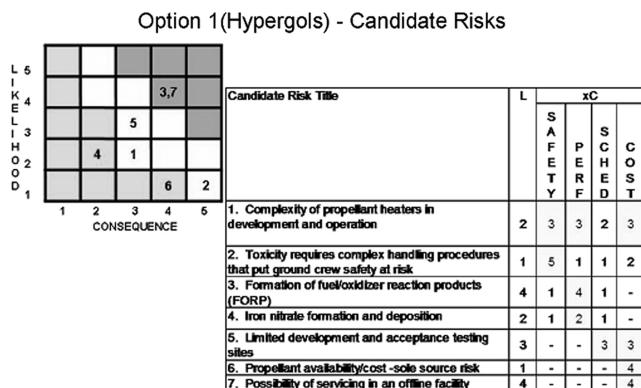 Option 1(Hypergols) - Candidate Risks
LIKELIHOOD
5
4
3
2
1
3,7
5
4 1
6 2
1 2 3 4 5
CONSEQUENCE
Candidate Risk Title L xC
SAFETY PERF SCHED COST
1. Complexity of propellant heaters in
development and operation 2 3 3 2 3
2. Toxicity requires complex handling procedures
that put ground crew safety at risk 1 5 1 1 2
3. Formation of fuel/oxidizer reaction products
(FORP) 4 1 4 1 -
4. Iron nitrate formation and deposition 2 1 2 1 -
5. Limited development and acceptance testing
sites 3 - - 3 3
6. Propellant availability/cost -sole source risk 1 - - - 4
7. Possibility of servicing in an offline facility 4 - - -